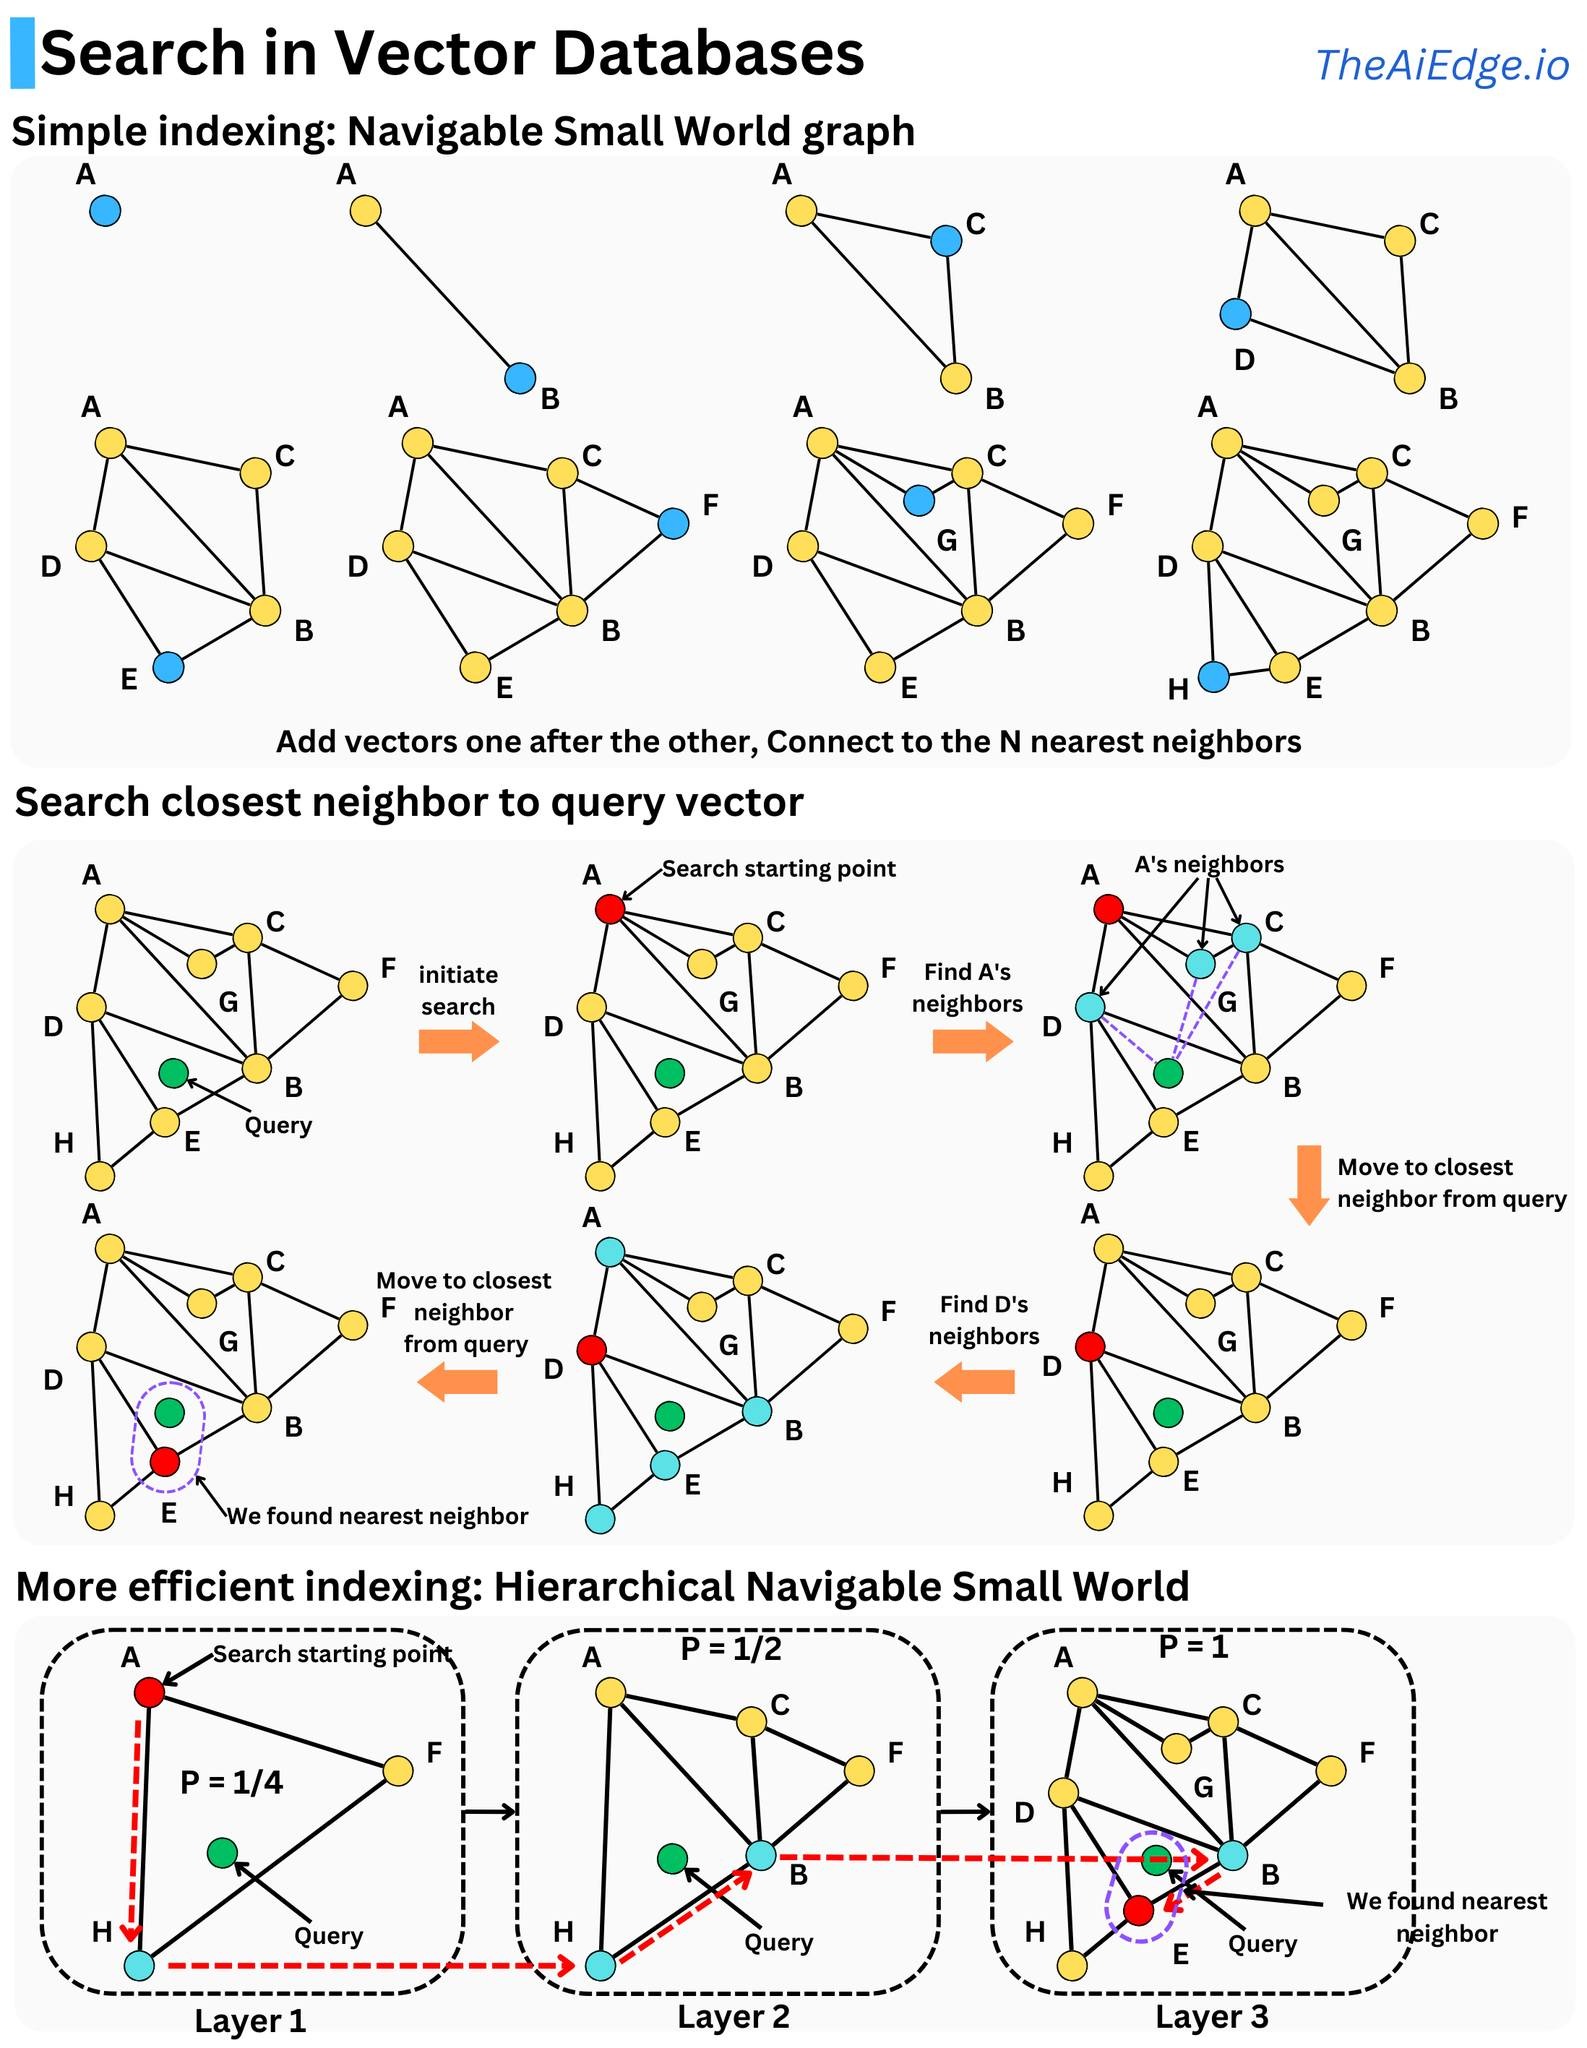 Search in Vector Databases
TheAiEdge.io
Simple indexing: Navigable Small World graph
A
A
B
A
C
B
A
C
D
B
A
C
D
B
E
A
C
F
D
B
E
A
C
F
G
D
B
E
A
C
F
G
D
B
H
E
Add vectors one after the other, Connect to the N nearest neighbors
Search closest neighbor to query vector
A
C
F
G
D
B
Query
H
E
initiate
search
A
Search starting point
C
F
G
D
B
H
E
Find A's
neighbors
A's neighbors
A
C
F
G
D
B
H
E
Move to closest
neighbor from query
A
C
F
G
D
B
H
E
Find D's
neighbors
A
C
F
G
D
B
H
E
Move to closest
neighbor
from query
A
C
F
G
D
B
H
E
We found nearest neighbor
More efficient indexing: Hierarchical Navigable Small World
A
Search starting point
F
P = 1/4
Query
H
Layer 1
P = 1/2
A
C
F
B
H
Query
Layer 2
P = 1
A
C
F
G
D
B
We found nearest
neighbor
H
E
Query
Layer 3